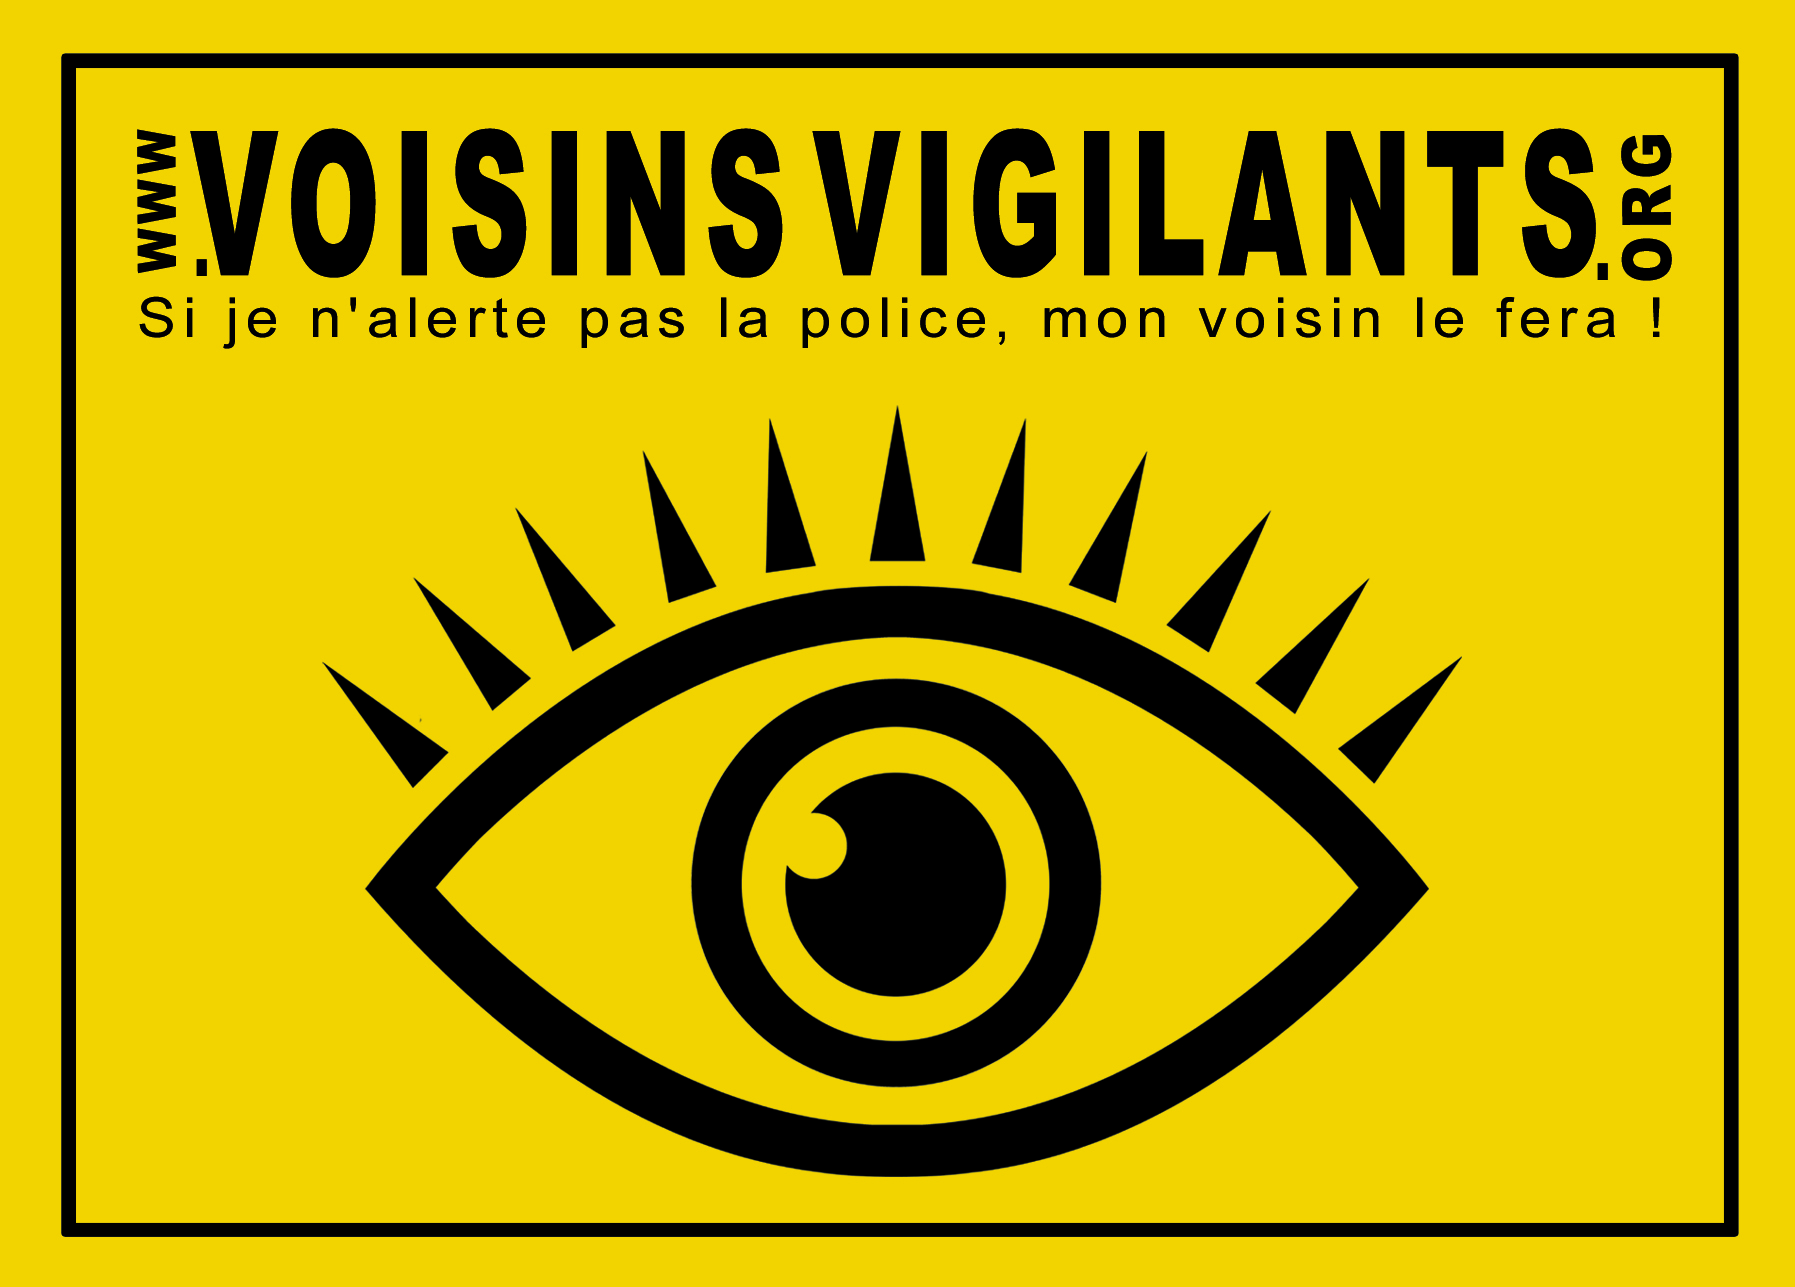 WWW.VOISINSVIGILANTS.ORG
Si je n'alerte pas la police, mon voisin le fera !